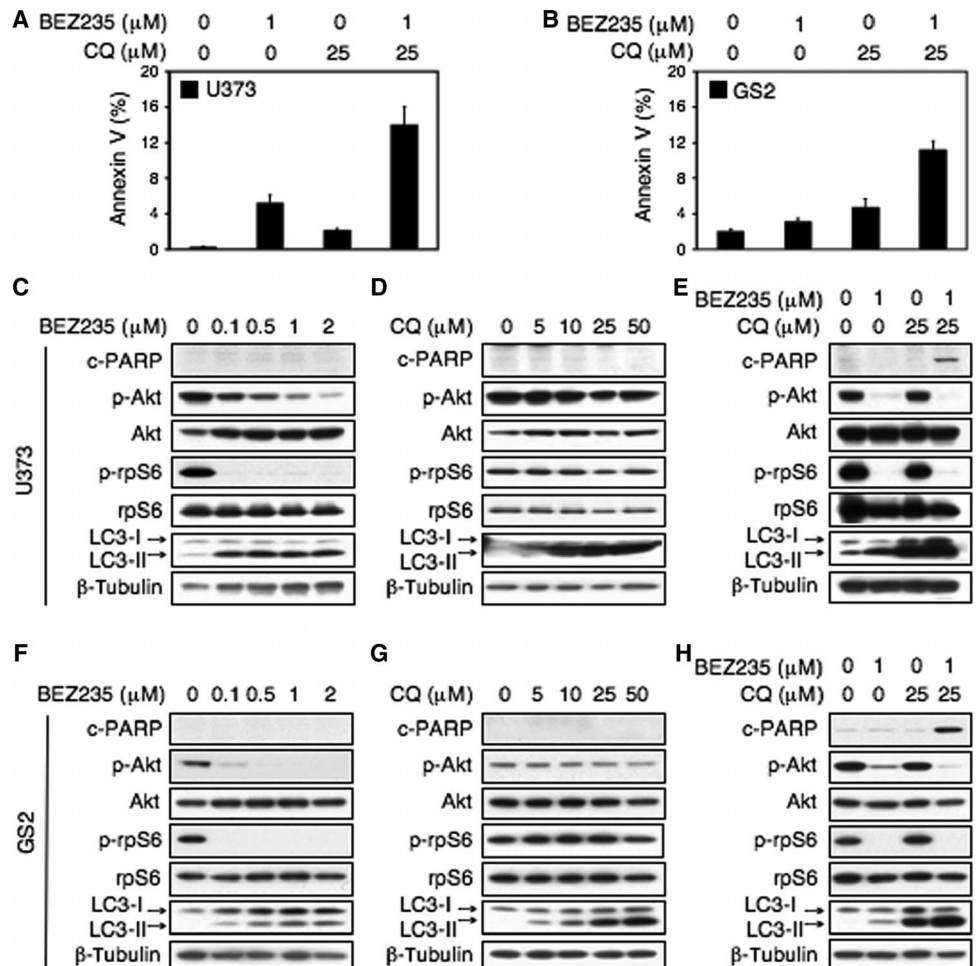 A
BEZ235 (μM) 0 1 0 1
CQ (μM) 0 0 25 25
20
16
12
8
4
0
Annexin V (%)
U373
B
BEZ235 (μM) 0 1 0 1
CQ (μM) 0 0 25 25
20
16
12
8
4
0
Annexin V (%)
GS2
U373
C
BEZ235 (μM) 0 0.1 0.5 1 2
c-PARP
p-Akt
Akt
p-rpS6
rpS6
LC3-I
LC3-II
β-Tubulin
D
CQ (μM) 0 5 10 25 50
c-PARP
p-Akt
Akt
p-rpS6
rpS6
LC3-I
LC3-II
β-Tubulin
E
BEZ235 (μM) 0 1 0 1
CQ (μM) 0 0 25 25
c-PARP
p-Akt
Akt
p-rpS6
rpS6
LC3-I
LC3-II
β-Tubulin
GS2
F
BEZ235 (μM) 0 0.1 0.5 1 2
c-PARP
p-Akt
Akt
p-rpS6
rpS6
LC3-I
LC3-II
β-Tubulin
G
CQ (μM) 0 5 10 25 50
c-PARP
p-Akt
Akt
p-rpS6
rpS6
LC3-I
LC3-II
β-Tubulin
H
BEZ235 (μM) 0 1 0 1
CQ (μM) 0 0 25 25
c-PARP
p-Akt
Akt
p-rpS6
rpS6
LC3-I
LC3-II
β-Tubulin